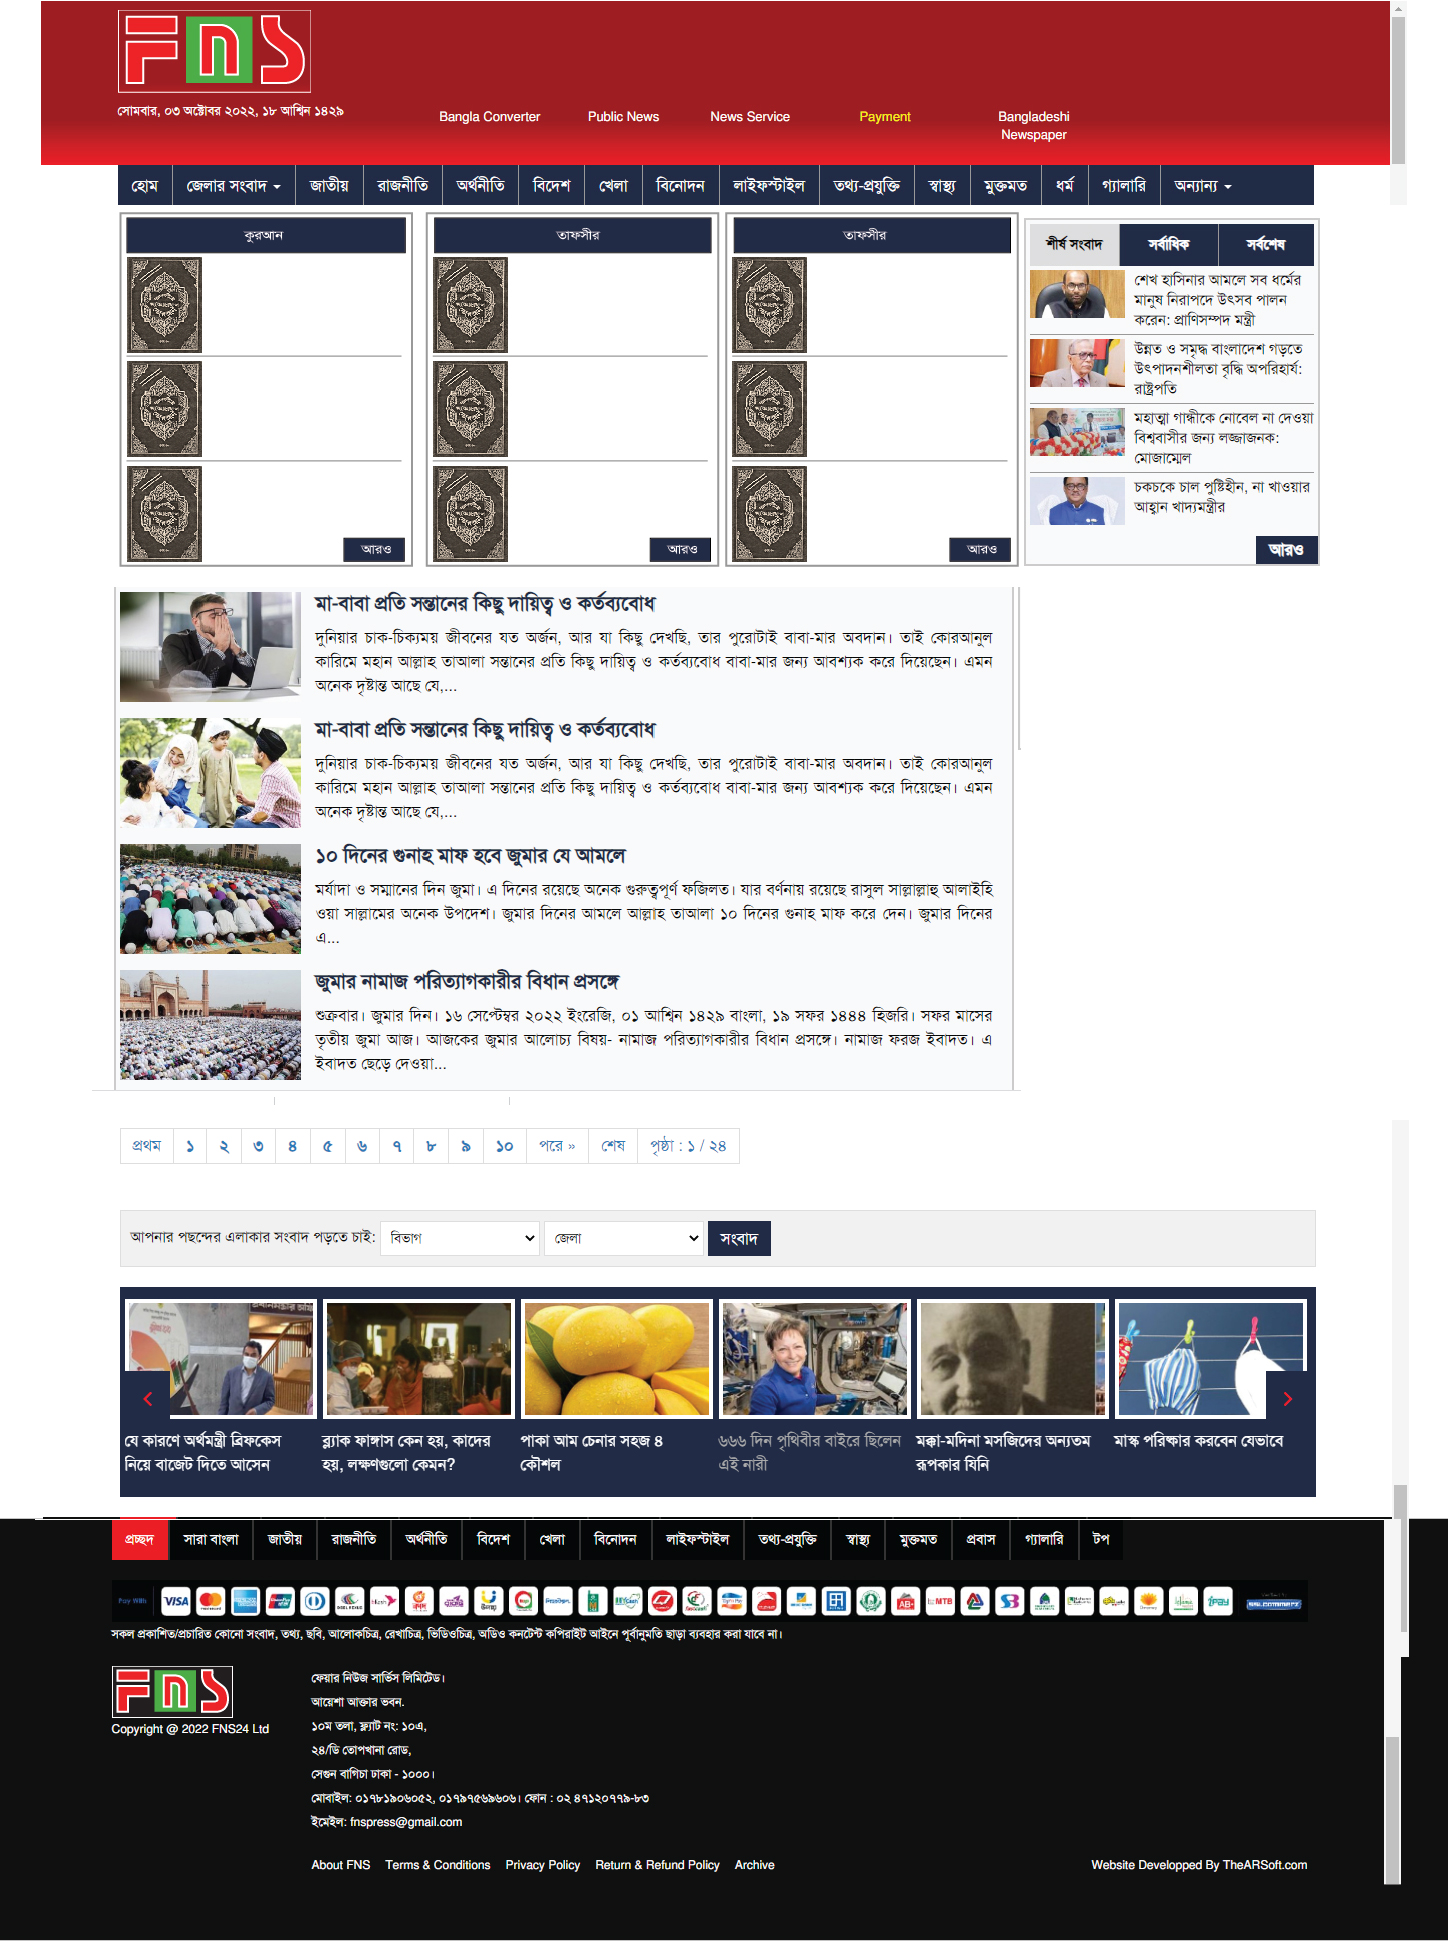 FNS
সোমবার, ০৩ অক্টোবর ২০২২, ১৮ আশ্বিন ১৪২৯
Bangla Converter
Public News
News Service
Payment
Bangladeshi
Newspaper
হোম জেলার সংবাদ জাতীয় রাজনীতি অর্থনীতি বিদেশ খেলা বিনোদন লাইফস্টাইল তথ্য-প্রযুক্তি স্বাস্থ্য মুক্তমত ধর্ম গ্যালারি অন্যান্য
কুরআন
আরও
তাফসীর
আরও
তাফসীর
আরও
শীর্ষ সংবাদ সর্বাধিক সর্বশেষ
শেখ হাসিনার আমলে সব ধর্মের
মানুষ নিরাপদে উৎসব পালন
করেন: প্রাণিসম্পদ মন্ত্রী
উন্নত ও সমৃদ্ধ বাংলাদেশ গড়তে
উৎপাদনশীলতা বৃদ্ধি অপরিহার্য:
রাষ্ট্রপতি
মহাত্মা গান্ধীকে নোবেল না দেওয়া
বিশ্ববাসীর জন্য লজ্জাজনক:
মোজাম্মেল
চকচকে চাল পুষ্টিহীন, না খাওয়ার
আহ্বান খাদ্যমন্ত্রীর
আরও
মা-বাবা প্রতি সন্তানের কিছু দায়িত্ব ও কর্তব্যবোধ
দুনিয়ার চাক-চিক্যময় জীবনের যত অর্জন, আর যা কিছু দেখছি, তার পুরোটাই বাবা-মার অবদান। তাই কোরআনুল
কারিমে মহান আল্লাহ তাআলা সন্তানের প্রতি কিছু দায়িত্ব ও কর্তব্যবোধ বাবা-মার জন্য আবশ্যক করে দিয়েছেন। এমন
অনেক দৃষ্টান্ত আছে যে,...
মা-বাবা প্রতি সন্তানের কিছু দায়িত্ব ও কর্তব্যবোধ
দুনিয়ার চাক-চিক্যময় জীবনের যত অর্জন, আর যা কিছু দেখছি, তার পুরোটাই বাবা-মার অবদান। তাই কোরআনুল
কারিমে মহান আল্লাহ তাআলা সন্তানের প্রতি কিছু দায়িত্ব ও কর্তব্যবোধ বাবা-মার জন্য আবশ্যক করে দিয়েছেন। এমন
অনেক দৃষ্টান্ত আছে যে,...
১০ দিনের গুনাহ মাফ হবে জুমার যে আমলে
মর্যাদা ও সম্মানের দিন জুমা। এ দিনের রয়েছে অনেক গুরুত্বপূর্ণ ফজিলত। যার বর্ণনায় রয়েছে রাসুল সাল্লাল্লাহু আলাইহি
ওয়া সাল্লামের অনেক উপদেশ। জুমার দিনের আমলে আল্লাহ তাআলা ১০ দিনের গুনাহ মাফ করে দেন। জুমার দিনের
এ...
জুমার নামাজ পরিত্যাগকারীর বিধান প্রসঙ্গে
শুক্রবার। জুমার দিন। ১৬ সেপ্টেম্বর ২০২২ ইংরেজি, ০১ আশ্বিন ১৪২৯ বাংলা, ১৯ সফর ১৪৪৪ হিজরি। সফর মাসের
তৃতীয় জুমা আজ। আজকের জুমার আলোচ্য বিষয়- নামাজ পরিত্যাগকারীর বিধান প্রসঙ্গে। নামাজ ফরজ ইবাদত। এ
ইবাদত ছেড়ে দেওয়া...
প্রথম ১ ২ ৩ ৪ ৫ ৬ ৭ ৮ ৯ ১০ পরে » শেষ পৃষ্ঠা : ১ / ২৪
আপনার পছন্দের এলাকার সংবাদ পড়তে চাই: বিভাগ জেলা সংবাদ
যে কারণে অর্থমন্ত্রী ব্রিফকেস
নিয়ে বাজেট দিতে আসেন
ব্ল্যাক ফাঙ্গাস কেন হয়, কাদের
হয়, লক্ষণগুলো কেমন?
পাকা আম চেনার সহজ ৪
কৌশল
৬৬৬ দিন পৃথিবীর বাইরে ছিলেন
এই নারী
মক্কা-মদিনা মসজিদের অন্যতম
রূপকার যিনি
মাস্ক পরিষ্কার করবেন যেভাবে
প্রচ্ছদ সারা বাংলা জাতীয় রাজনীতি অর্থনীতি বিদেশ খেলা বিনোদন লাইফস্টাইল তথ্য-প্রযুক্তি স্বাস্থ্য মুক্তমত প্রবাস গ্যালারি টপ
Pay With VISA
সকল প্রকাশিত/প্রচারিত কোনো সংবাদ, তথ্য, ছবি, আলোকচিত্র, রেখাচিত্র, ভিডিওচিত্র, অডিও কনটেন্ট কপিরাইট আইনে পূর্বানুমতি ছাড়া ব্যবহার করা যাবে না।
FNS
Copyright @ 2022 FNS24 Ltd
ফেয়ার নিউজ সার্ভিস লিমিটেড।
আয়েশা আক্তার ভবন.
১০ম তলা, ফ্ল্যাট নং: ১০এ,
২৪/ডি তোপখানা রোড,
সেগুন বাগিচা ঢাকা - ১০০০।
মোবাইল: ০১৭৮১৯০৬০৫২, ০১৭৯৭৫৬৯৬০৬। ফোন : ০২ ৪৭১২০৭৭৯-৮৩
ইমেইল: fnspress@gmail.com
About FNS Terms & Conditions Privacy Policy Return & Refund Policy Archive
Website Developped By TheARSoft.com